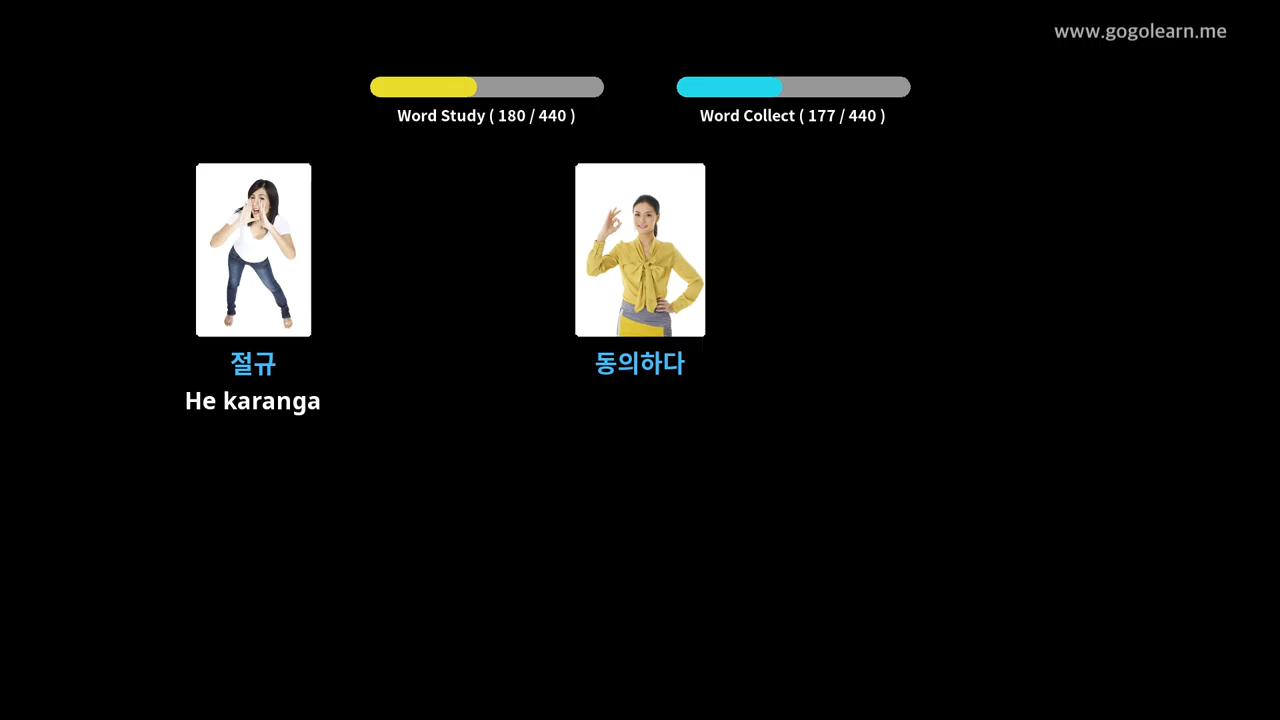 www.gogolearn.me
Word Study ( 180 / 440 )
Word Collect ( 177 / 440 )
절규
동의하다
He karanga